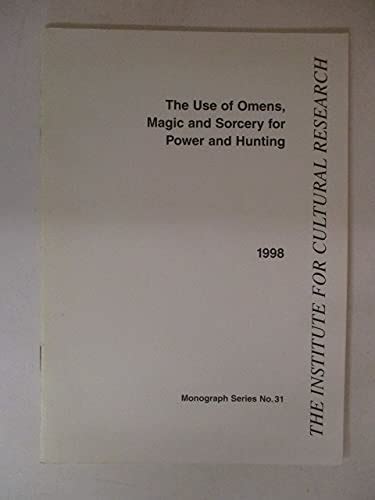 The Use of Omens,
Magic and Sorcery for
Power and Hunting
1998
Monograph Series No.31
THE INSTITUTE FOR CULTURAL RESEARCH